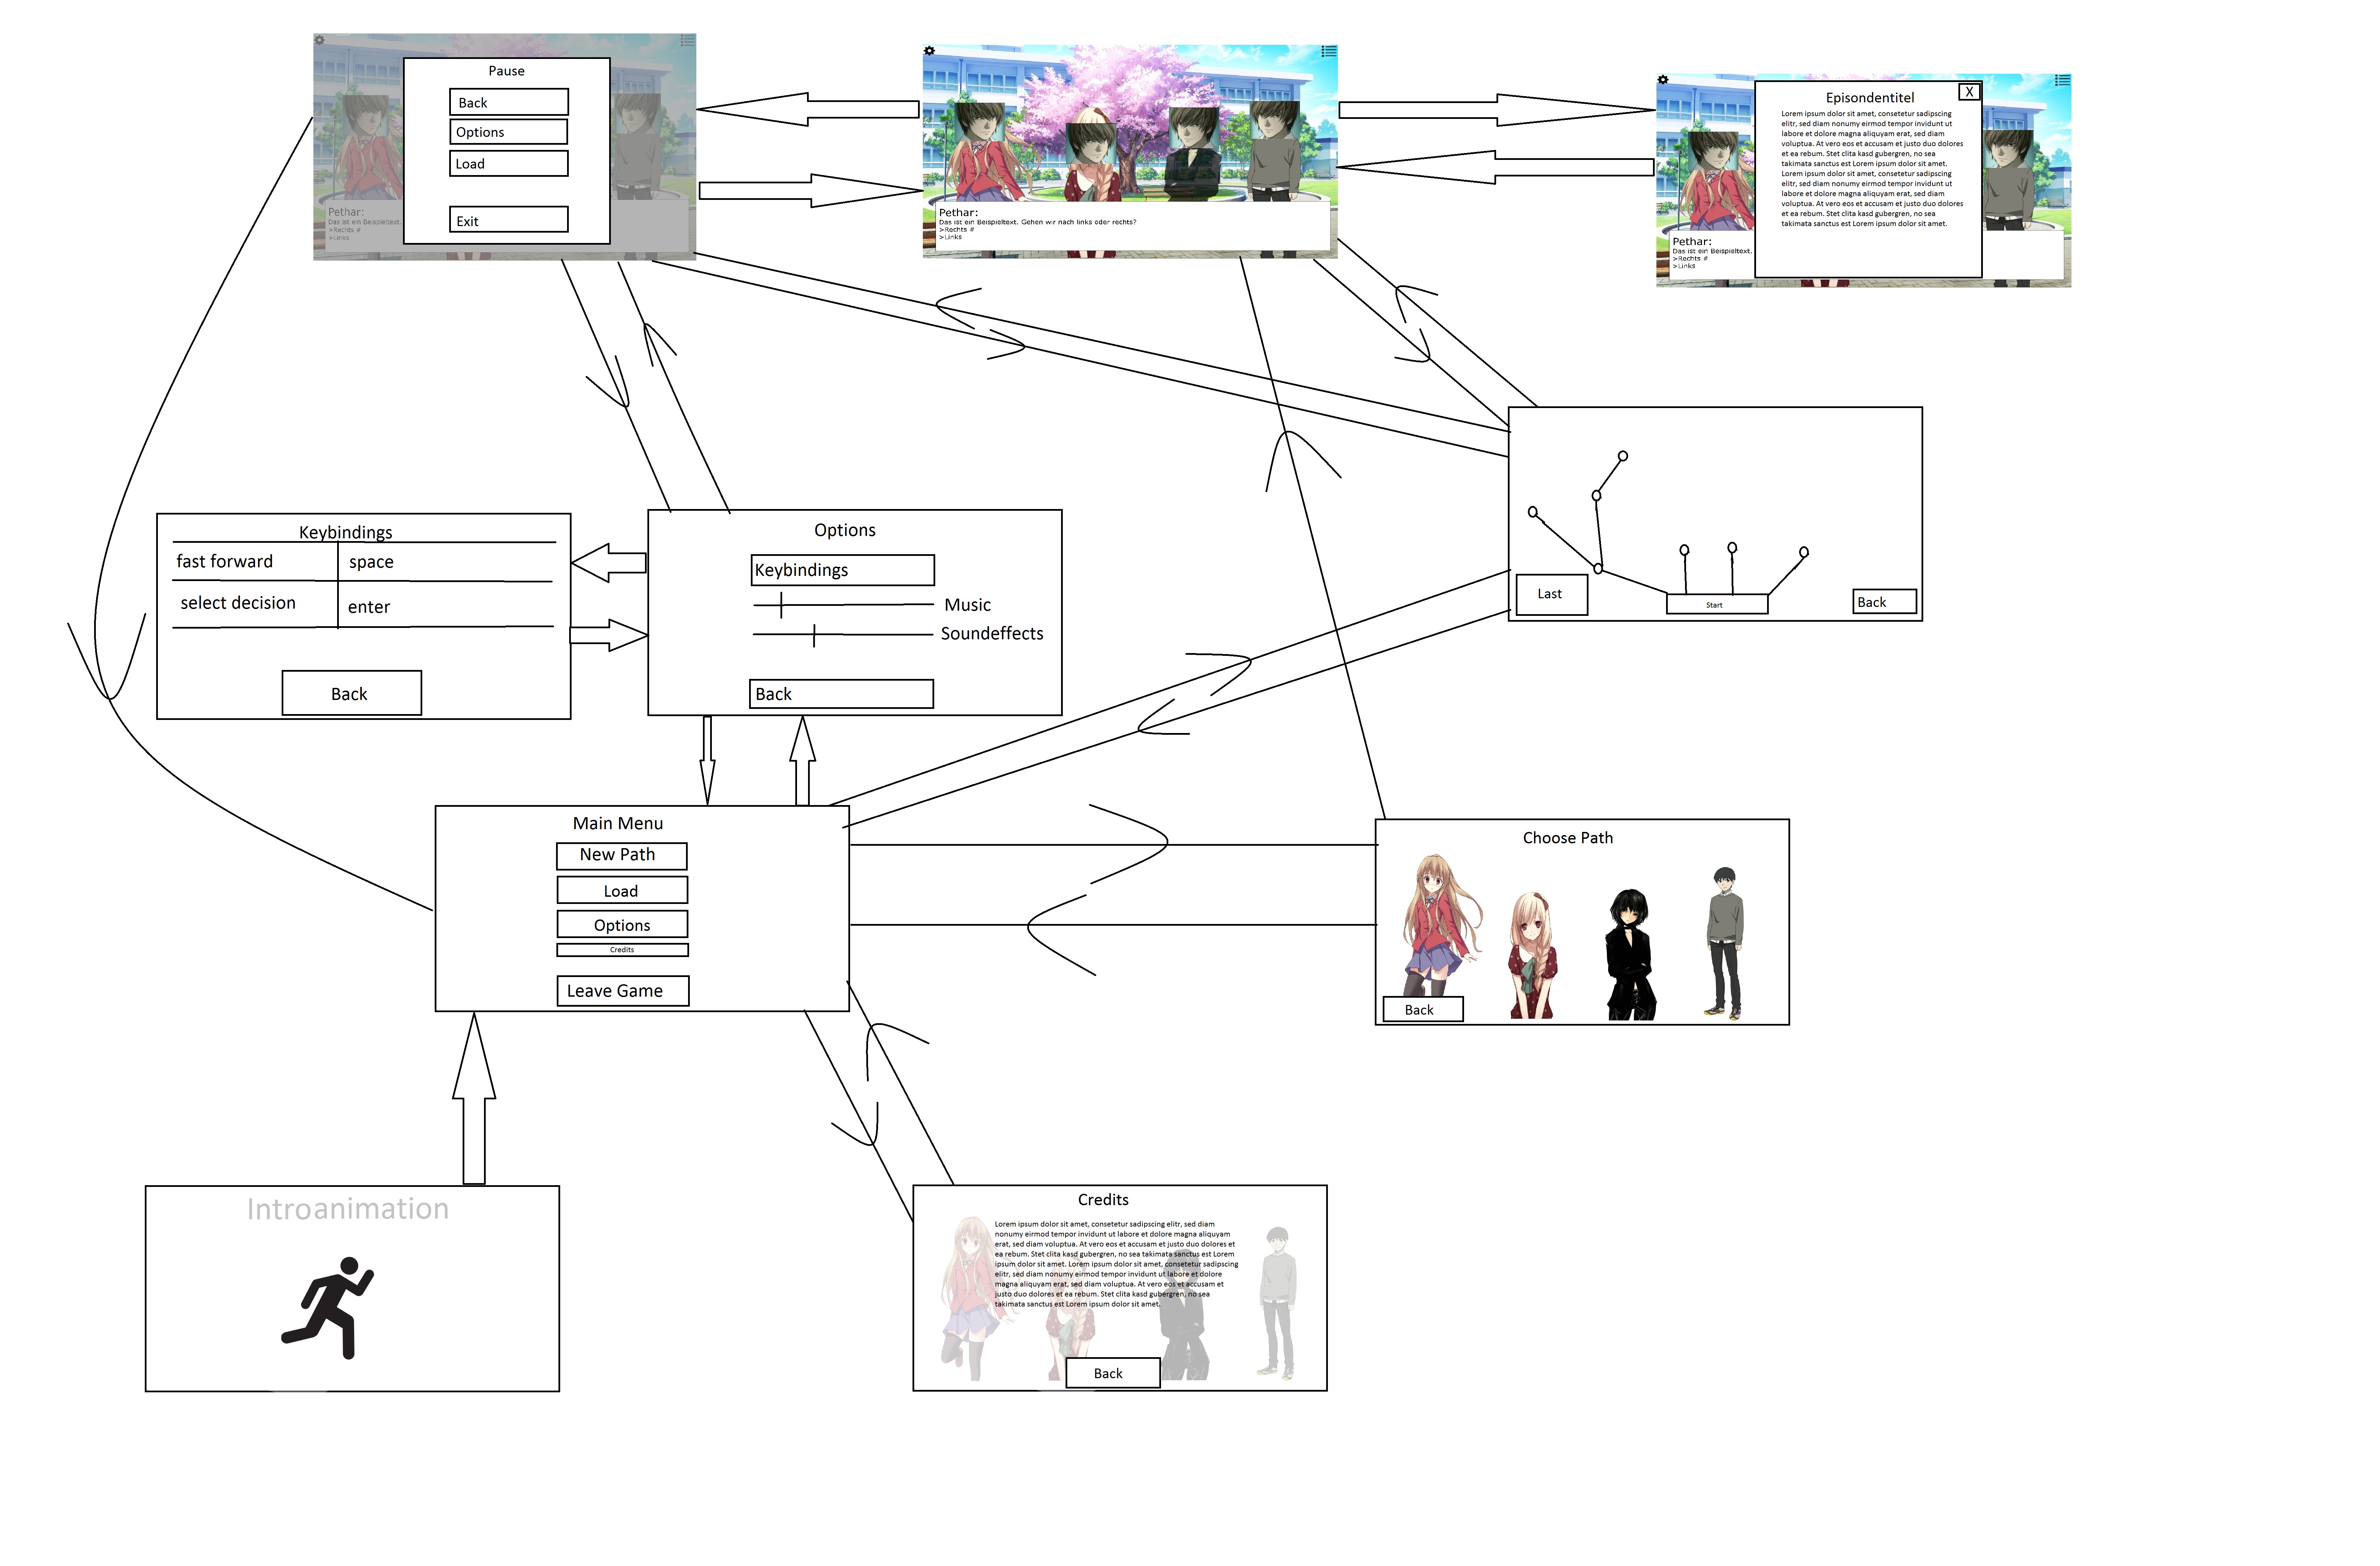 Pause
Back
Options
Load
Exit
Pethar:
Das ist ein Beispieltext.
>Rechts #
>Links
Pethar:
Das ist ein Beispieltext. Gehen wir nach links oder rechts?
>Rechts #
>Links
Episondentitel
X
Lorem ipsum dolor sit amet, consetetur sadipscing
elitr, sed diam nonumy eirmod tempor invidunt ut
labore et dolore magna aliquyam erat, sed diam
voluptua. At vero eos et accusam et justo duo dolores
et ea rebum. Stet clita kasd gubergren, no sea
takimata sanctus est Lorem ipsum dolor sit amet.
Lorem ipsum dolor sit amet, consetetur sadipscing
elitr, sed diam nonumy eirmod tempor invidunt ut
labore et dolore magna aliquyam erat, sed diam
voluptua. At vero eos et accusam et justo duo dolores
et ea rebum. Stet clita kasd gubergren, no sea
takimata sanctus est Lorem ipsum dolor sit amet.
Pethar:
Das ist ein Beispieltext.
>Rechts #
>Links
Keybindings
fast forward space
select decision enter
Back
Options
Keybindings
Music
Soundeffects
Back
Last
Start
Back
Main Menu
New Path
Load
Options
Credits
Leave Game
Choose Path
Back
Introanimation
Credits
Lorem ipsum dolor sit amet, consetetur sadipscing elitr, sed diam
nonumy eirmod tempor invidunt ut labore et dolore magna aliquyam
erat, sed diam voluptua. At vero eos et accusam et justo duo dolores et
ea rebum. Stet clita kasd gubergren, no sea takimata sanctus est Lorem
ipsum dolor sit amet. Lorem ipsum dolor sit amet, consetetur sadipscing
elitr, sed diam nonumy eirmod tempor invidunt ut labore et dolore
magna aliquyam erat, sed diam voluptua. At vero eos et accusam et
justo duo dolores et ea rebum. Stet clita kasd gubergren, no sea
takimata sanctus est Lorem ipsum dolor sit amet.
Back